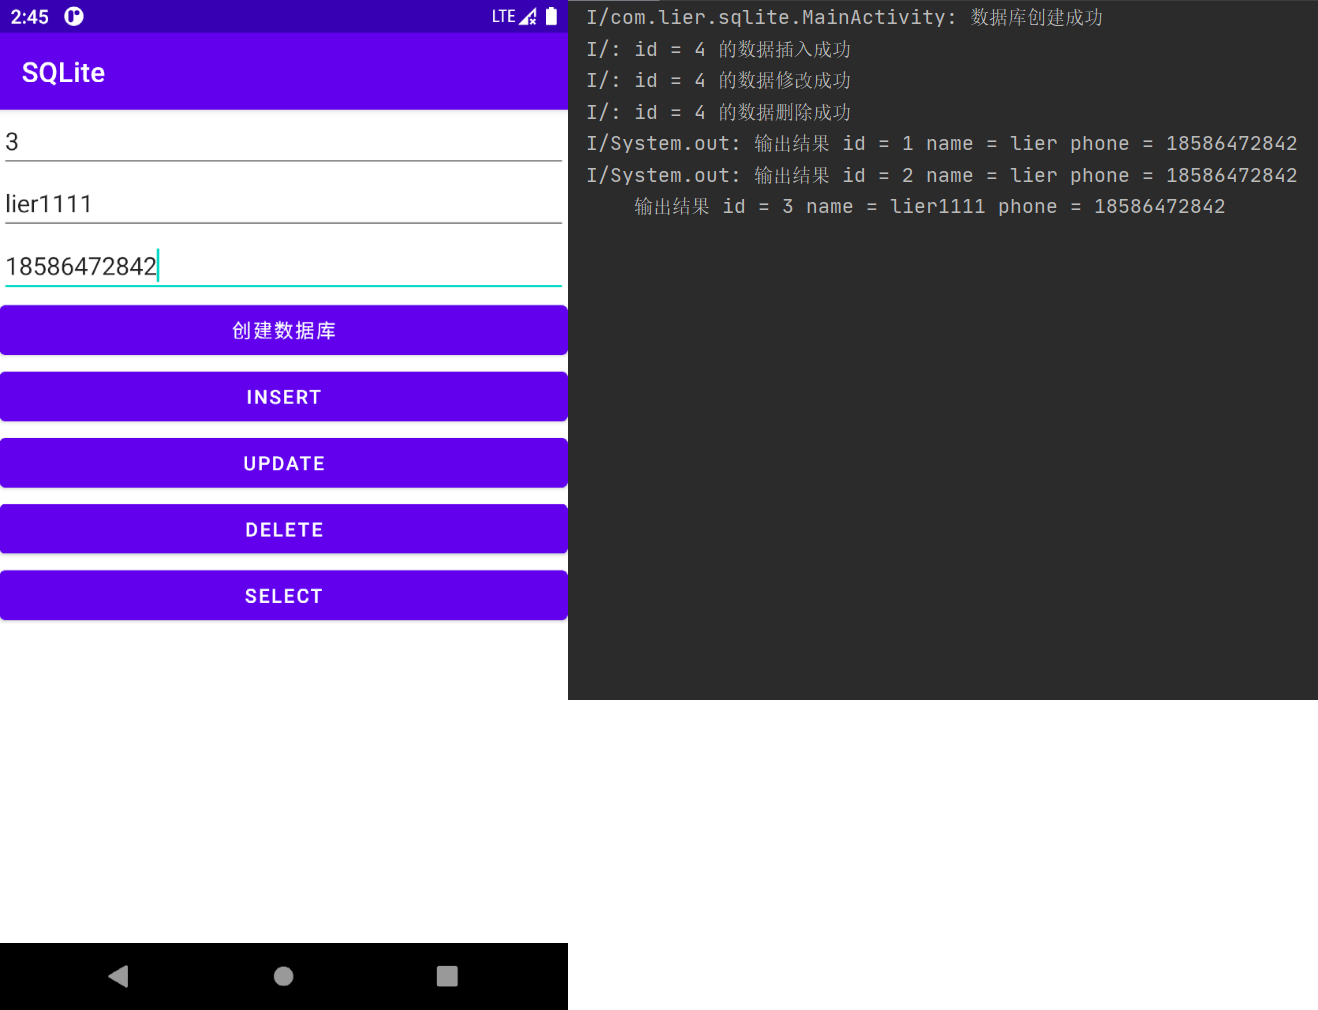 2:45
LTE
SQLite
3
lier1111
18586472842
创建数据库
INSERT
UPDATE
DELETE
SELECT
I/com.lier.sqlite.MainActivity: 数据库创建成功
I/: id = 4 的数据插入成功
I/: id = 4 的数据修改成功
I/: id = 4 的数据删除成功
I/System.out: 输出结果 id = 1 name = lier phone = 18586472842
I/System.out: 输出结果 id = 2 name = lier phone = 18586472842
输出结果 id = 3 name = lier1111 phone = 18586472842